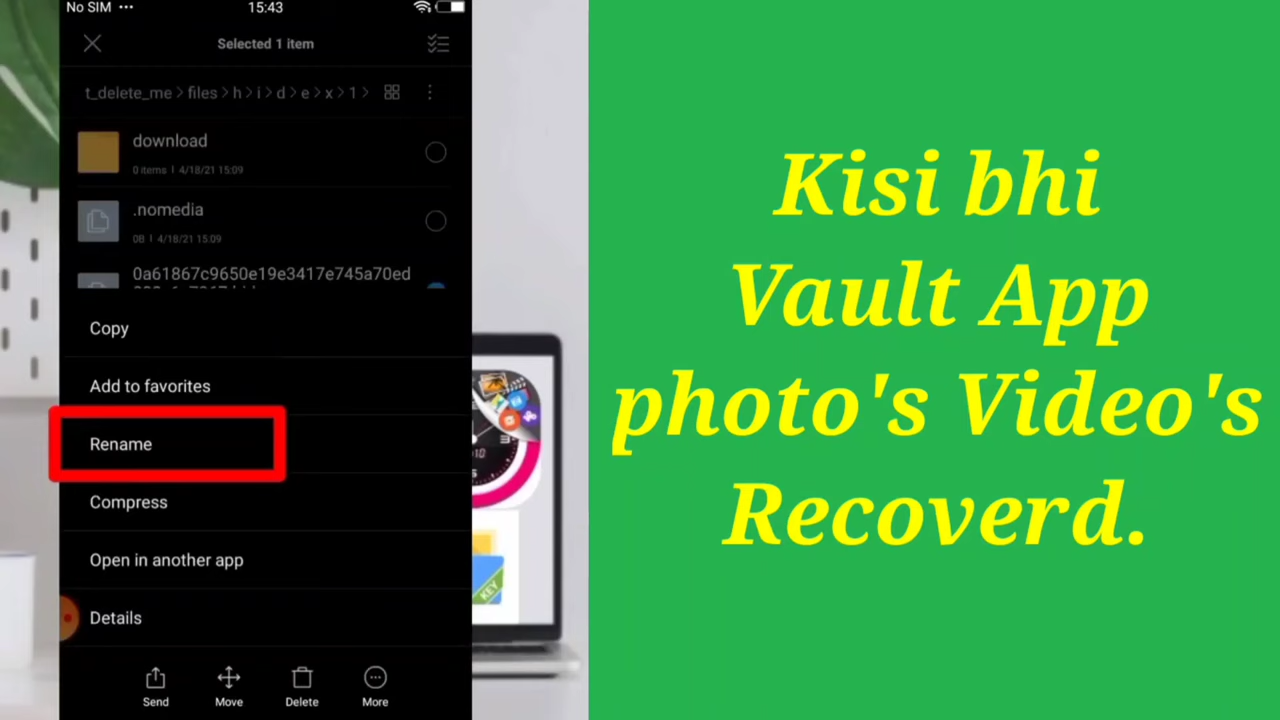 No SIM •••
15:43
Selected 1 item
t_delete_me > files > h > i > d > e > x > 1 >
download
0 items | 4/18/21 15:09
.nomedia
0B | 4/18/21 15:09
0a61867c9650e19e3417e745a70ed
Copy
Add to favorites
Rename
Compress
Open in another app
Details
Send
Move
Delete
More
KEY
Kisi bhi
Vault App
photo's Video's
Recoverd.